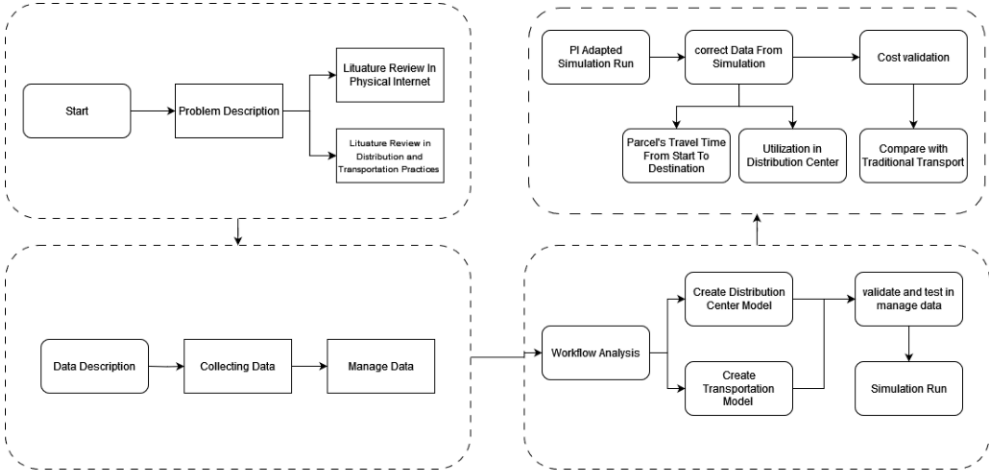 Start
Problem Description
Lituature Review In
Physical Internet
Lituature Review in
Distribution and
Transportation Practices
Data Description
Collecting Data
Manage Data
Workflow Analysis
Create Distribution
Center Model
Create
Transportation
Model
validate and test in
manage data
Simulation Run
PI Adapted
Simulation Run
correct Data From
Simulation
Cost validation
Parcel's Travel Time
From Start To
Destination
Utilization in
Distribution Center
Compare with
Traditional Transport